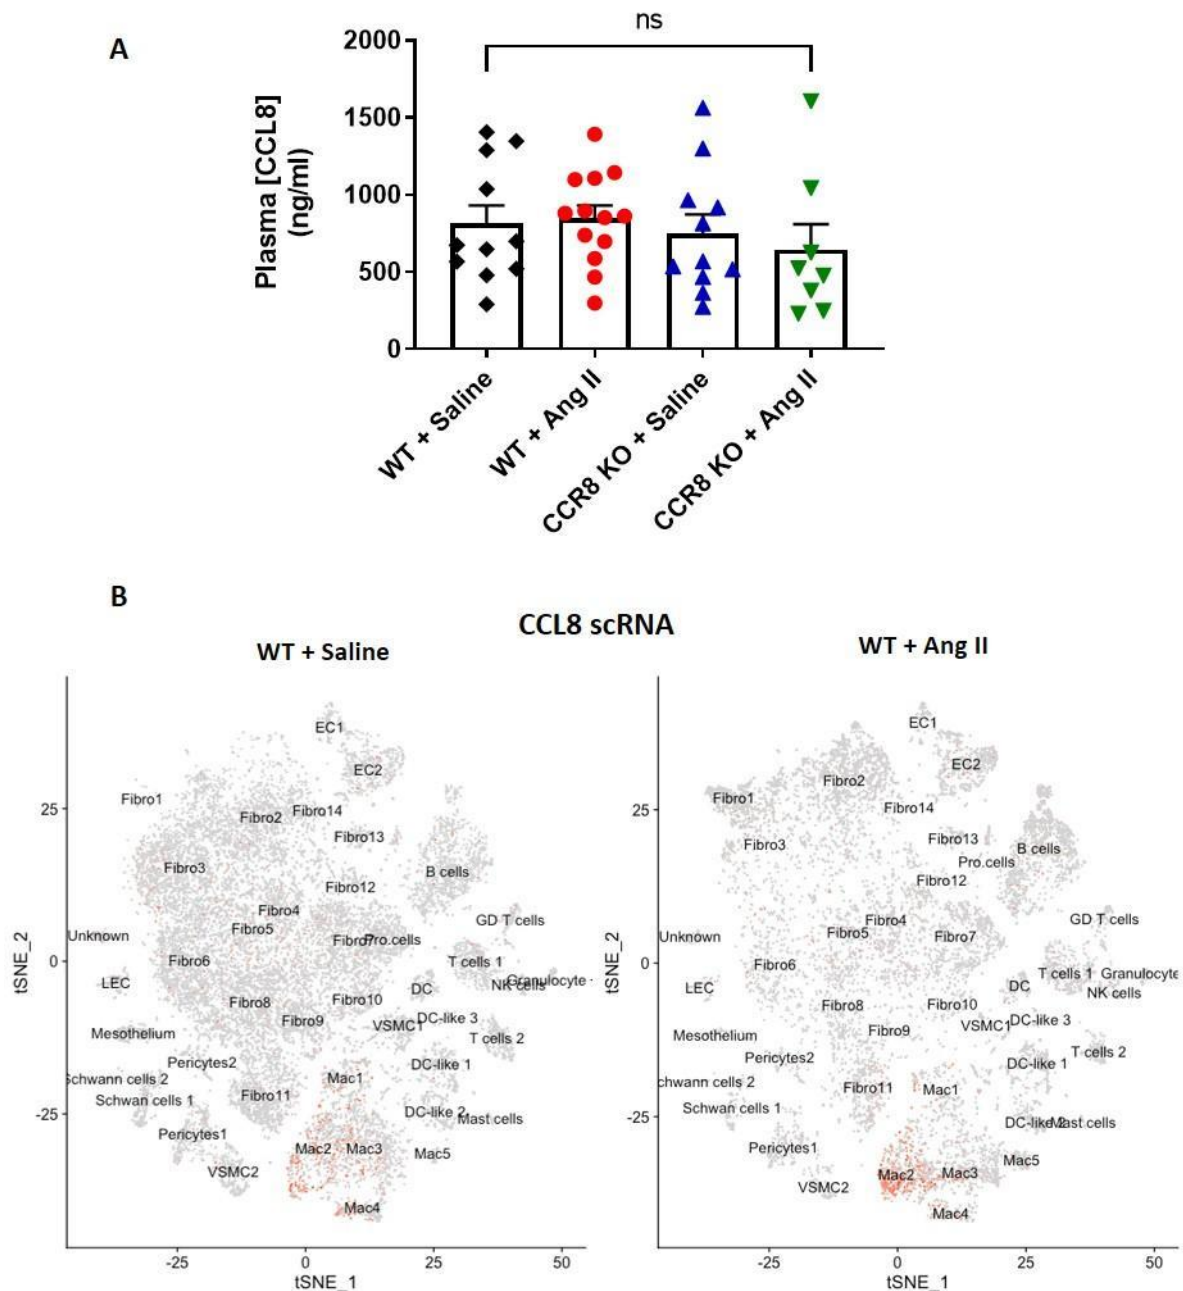 A
ns
Plasma [CCL8]
(ng/ml)
2000
1500
1000
500
0
WT + Saline
WT + Ang II
CCR8 KO + Saline
CCR8 KO + Ang II
B
CCL8 scRNA
WT + Saline
EC1
EC2
Fibro1
Fibro2
Fibro14
Fibro13
Fibro3
B cells
Fibro12
Fibro4
GD T cells
Fibro5
Unknown
Fibro7
Pro.cells
Fibro6
T cells 1
Granulocyte
NK cells
LEC
DC
Fibro8
Fibro10
Fibro9
VSMC1
DC-like 3
Mesothelium
T cells 2
Pericytes2
DC-like 1
Schwann cells 2
Mac1
Schwan cells 1
Fibro11
DC-like 2
Mast cells
Pericytes1
Mac2
Mac3
Mac5
VSMC2
Mac4
tSNE_2
25
0
-25
-25
0
25
50
tSNE_1
WT + Ang II
EC1
EC2
Fibro2
Fibro1
Fibro14
Fibro3
Fibro13
B cells
Pro.cells
Fibro12
Fibro4
GD T cells
Fibro5
Fibro7
Unknown
Fibro6
T cells 1
Granulocyte
DC
NK cells
LEC
Fibro8
Fibro10
Fibro9
VSMC1
DC-like 3
Mesothelium
T cells 2
Pericytes2
DC-like 1
chwann cells 2
Fibro11
Mac1
Schwan cells 1
DC-like 2
Mast cells
Pericytes1
Mac2
Mac3
Mac5
VSMC2
Mac4
tSNE_2
25
0
-25
-25
0
25
50
tSNE_1